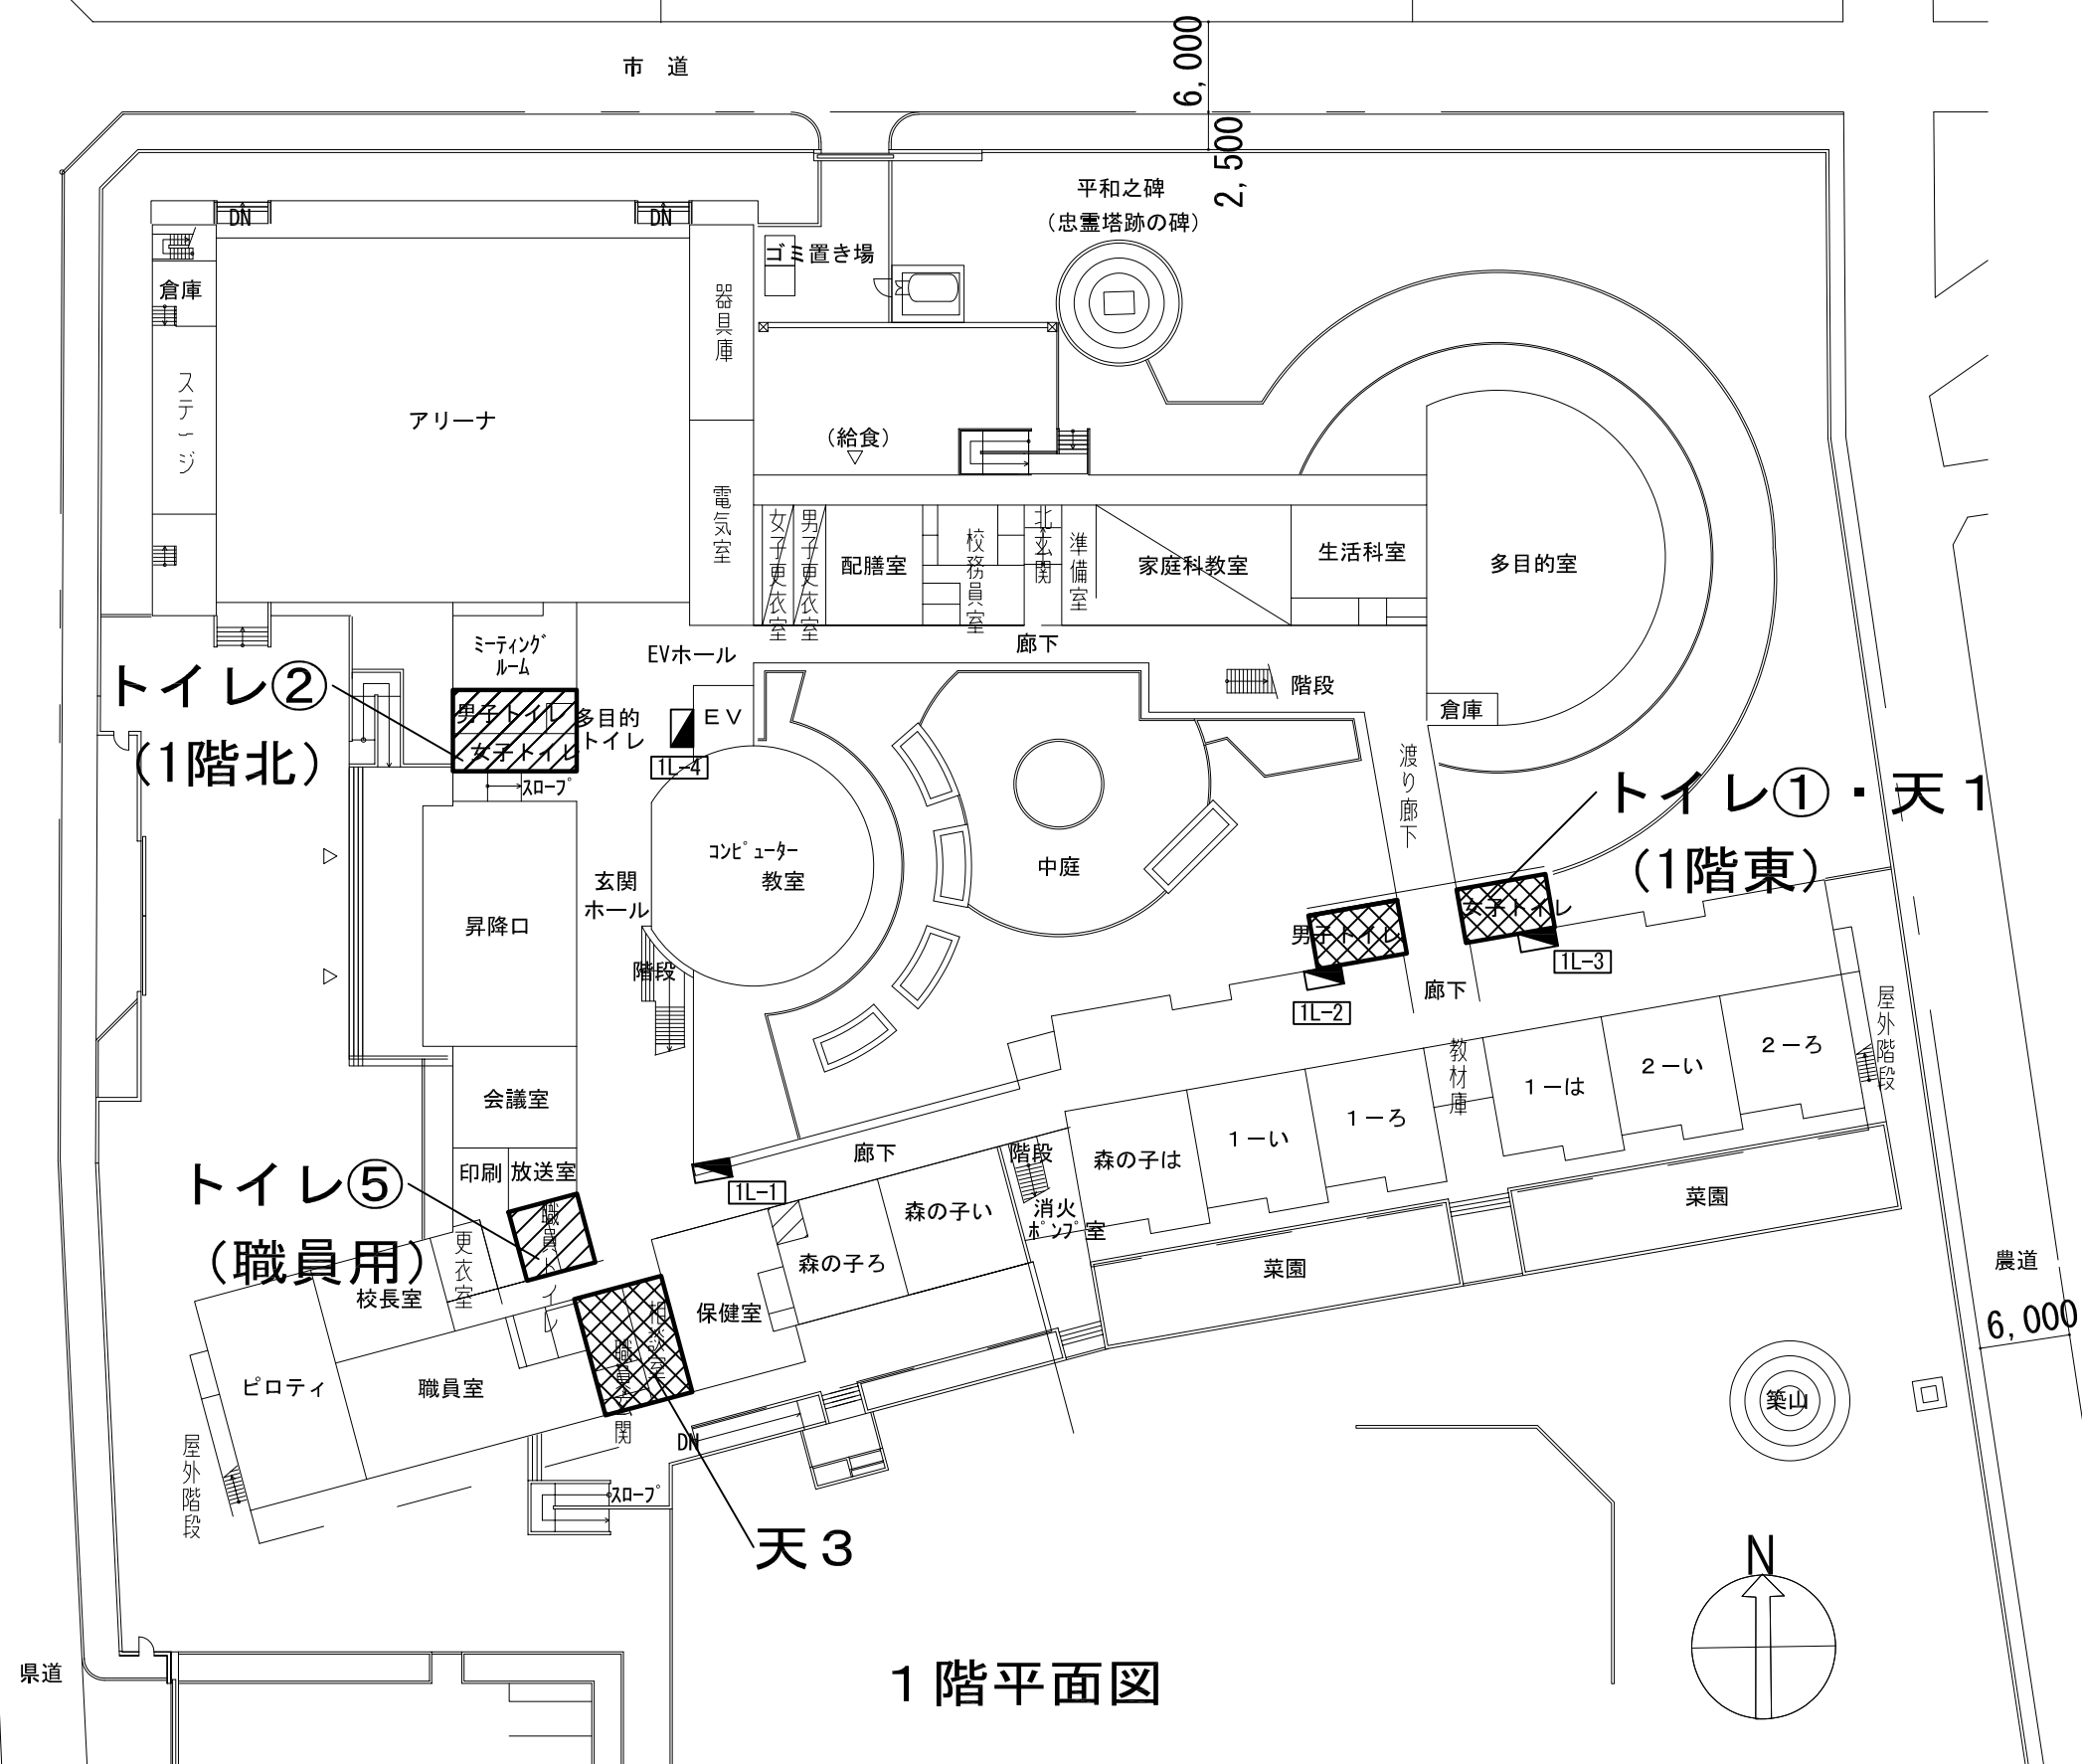 市　道
6,000
2,500
平和之碑
（忠霊塔跡の碑）
DN
DN
ゴミ置き場
倉庫
器具庫
ステージ
アリーナ
（給食）
電気室
女子更衣室
男子更衣室
配膳室
校務員室
北玄関
準備室
家庭科教室
生活科室
多目的室
ミーティング
ルーム
EVホール
廊下
階段
倉庫
トイレ②
（1階北）
男子トイレ
女子トイレ
多目的
トイレ
ＥＶ
1L-4
スロープ
渡り廊下
トイレ①・天１
（1階東）
コンピューター
教室
中庭
玄関
ホール
昇降口
階段
男子トイレ
女子トイレ
1L-3
1L-2
廊下
屋外階段
教材庫
２－ろ
２－い
１－は
１－ろ
１－い
森の子は
会議室
廊下
階段
印刷
放送室
1L-1
トイレ⑤
（職員用）
職員トイレ
更衣室
校長室
森の子い
森の子ろ
消火
ポンプ室
菜園
菜園
農道
6,000
保健室
相談室
職員玄関
ピロティ
職員室
築山
屋外階段
DN
スロープ
天３
N
県道
１階平面図